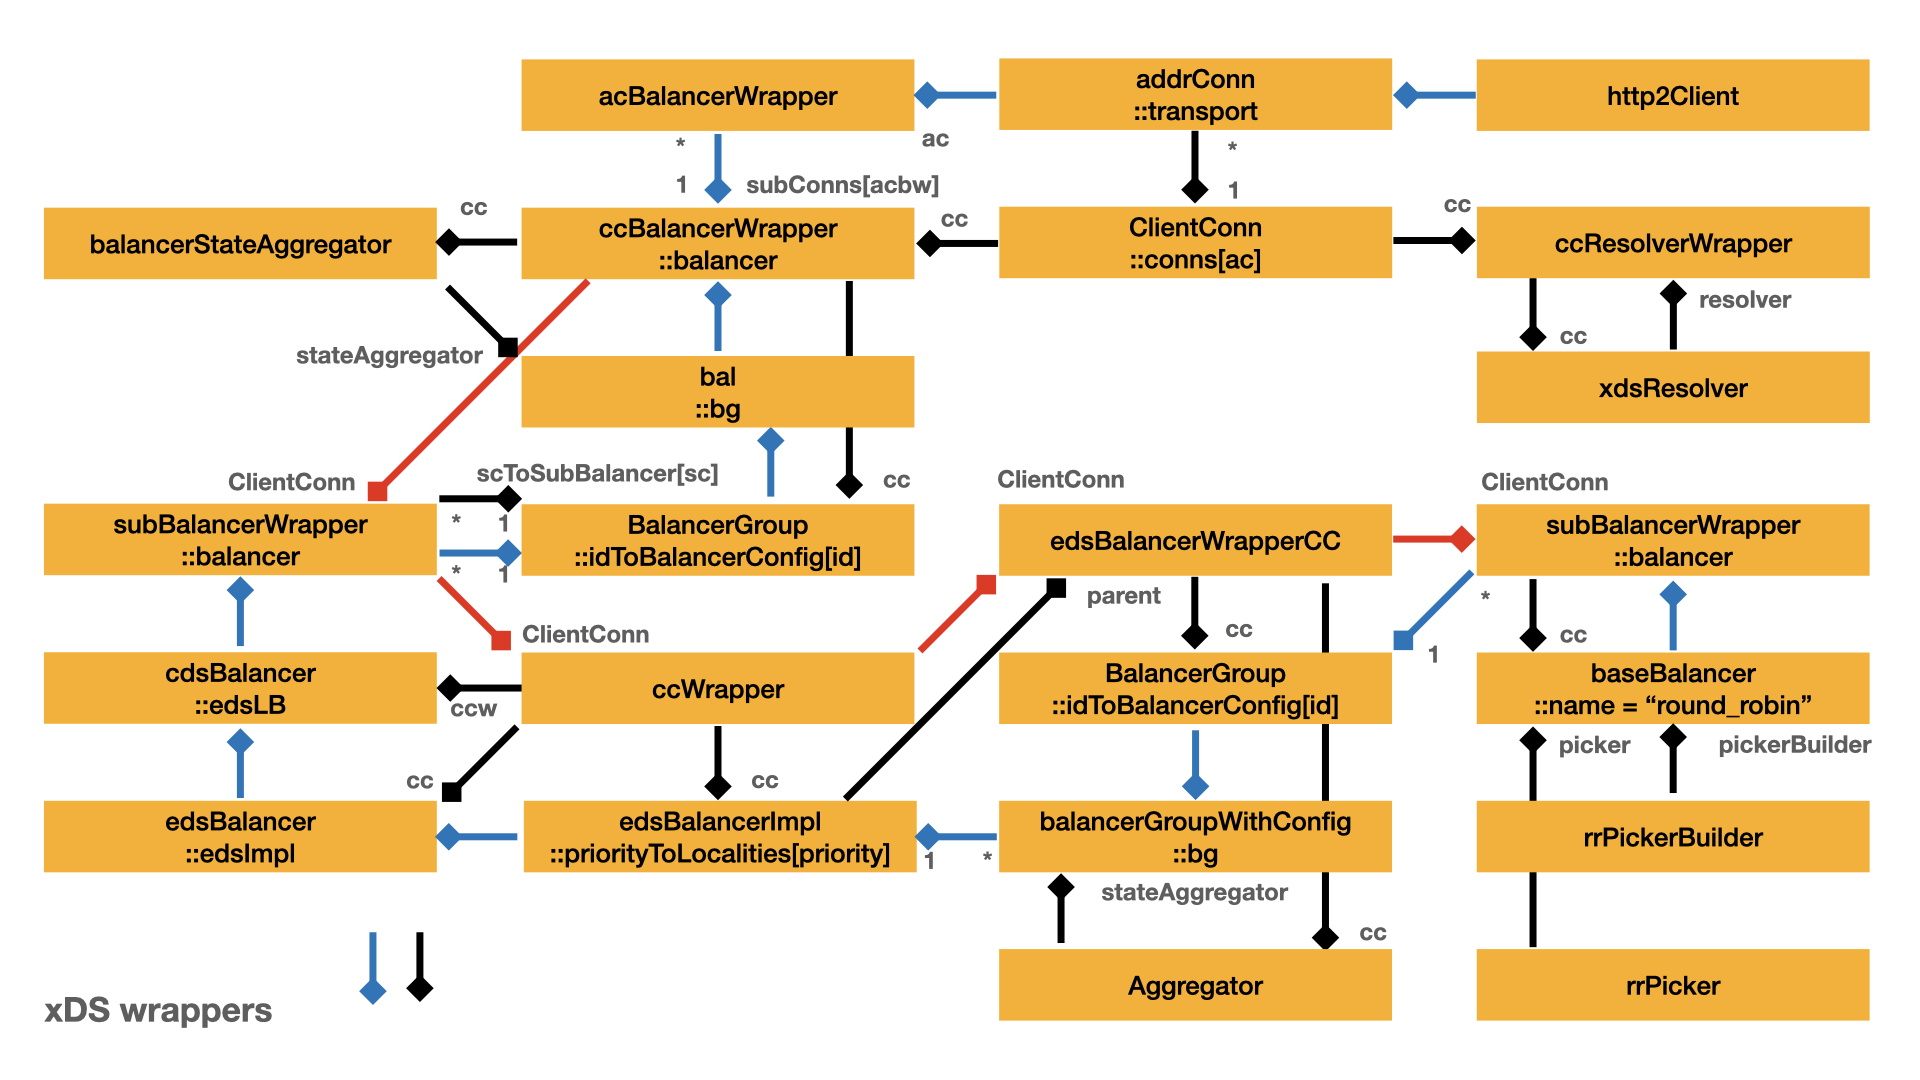 acBalancerWrapper
addrConn
::transport
http2Client
ac
*
1
subConns[acbw]
*
1
cc
balancerStateAggregator
ccBalancerWrapper
::balancer
cc
ClientConn
::conns[ac]
cc
ccResolverWrapper
resolver
cc
stateAggregator
bal
::bg
xdsResolver
ClientConn
scToSubBalancer[sc]
cc
ClientConn
ClientConn
subBalancerWrapper
::balancer
*
1
*
1
BalancerGroup
::idToBalancerConfig[id]
edsBalancerWrapperCC
subBalancerWrapper
::balancer
parent
cc
*
1
cc
ClientConn
cdsBalancer
::edsLB
ccw
ccWrapper
BalancerGroup
::idToBalancerConfig[id]
baseBalancer
::name = “round_robin”
picker
pickerBuilder
cc
cc
edsBalancer
::edsImpl
edsBalancerImpl
::priorityToLocalities[priority]
1
*
balancerGroupWithConfig
::bg
rrPickerBuilder
stateAggregator
cc
Aggregator
rrPicker
xDS wrappers